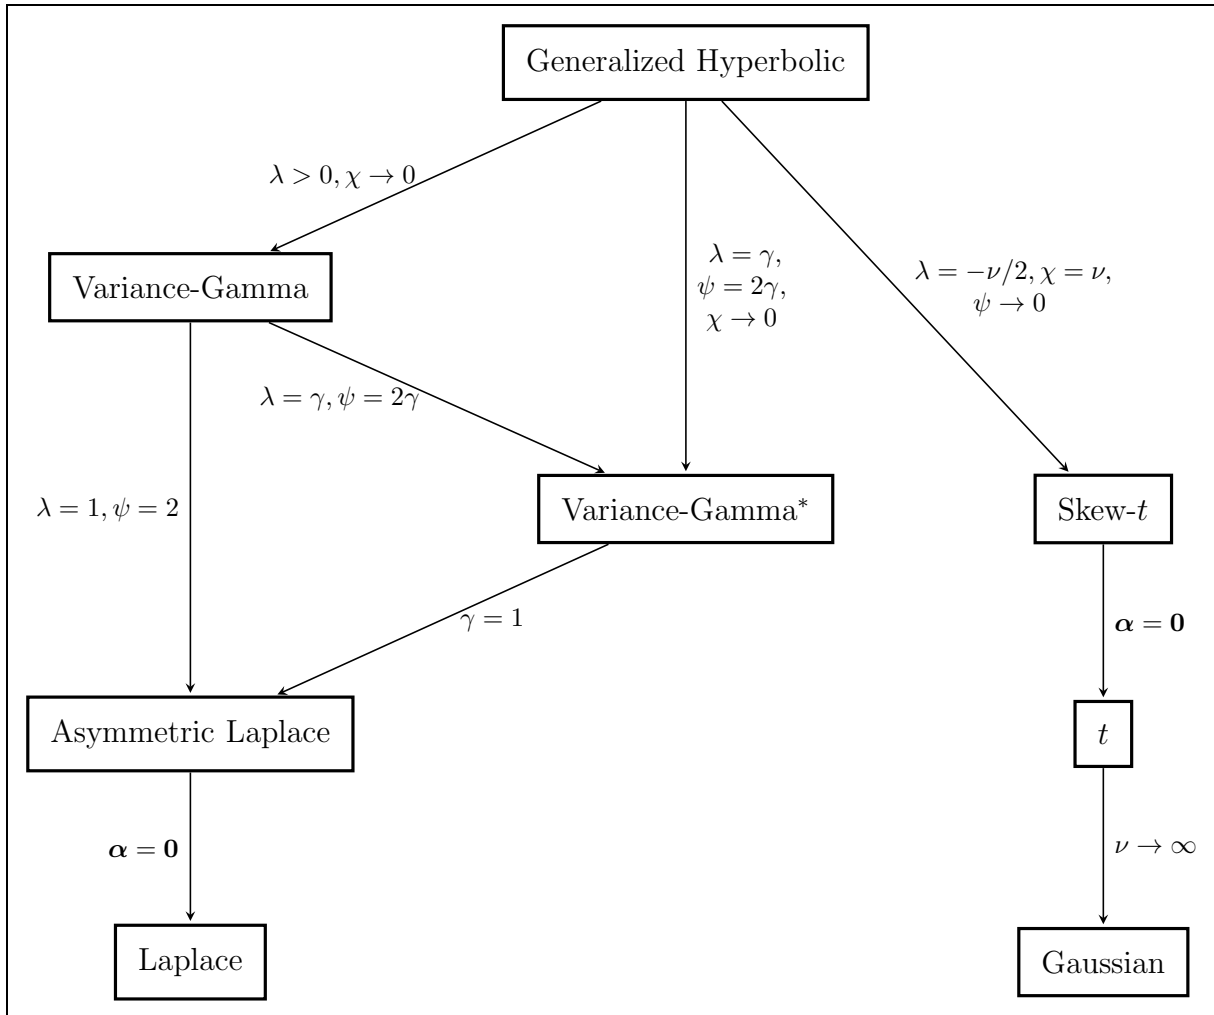 Generalized Hyperbolic
λ > 0, χ → 0
λ = γ,
ψ = 2γ,
χ → 0
λ = −ν/2, χ = ν,
ψ → 0
Variance-Gamma
λ = γ, ψ = 2γ
λ = 1, ψ = 2
Variance-Gamma*
Skew-t
γ = 1
α = 0
Asymmetric Laplace
t
α = 0
ν → ∞
Laplace
Gaussian